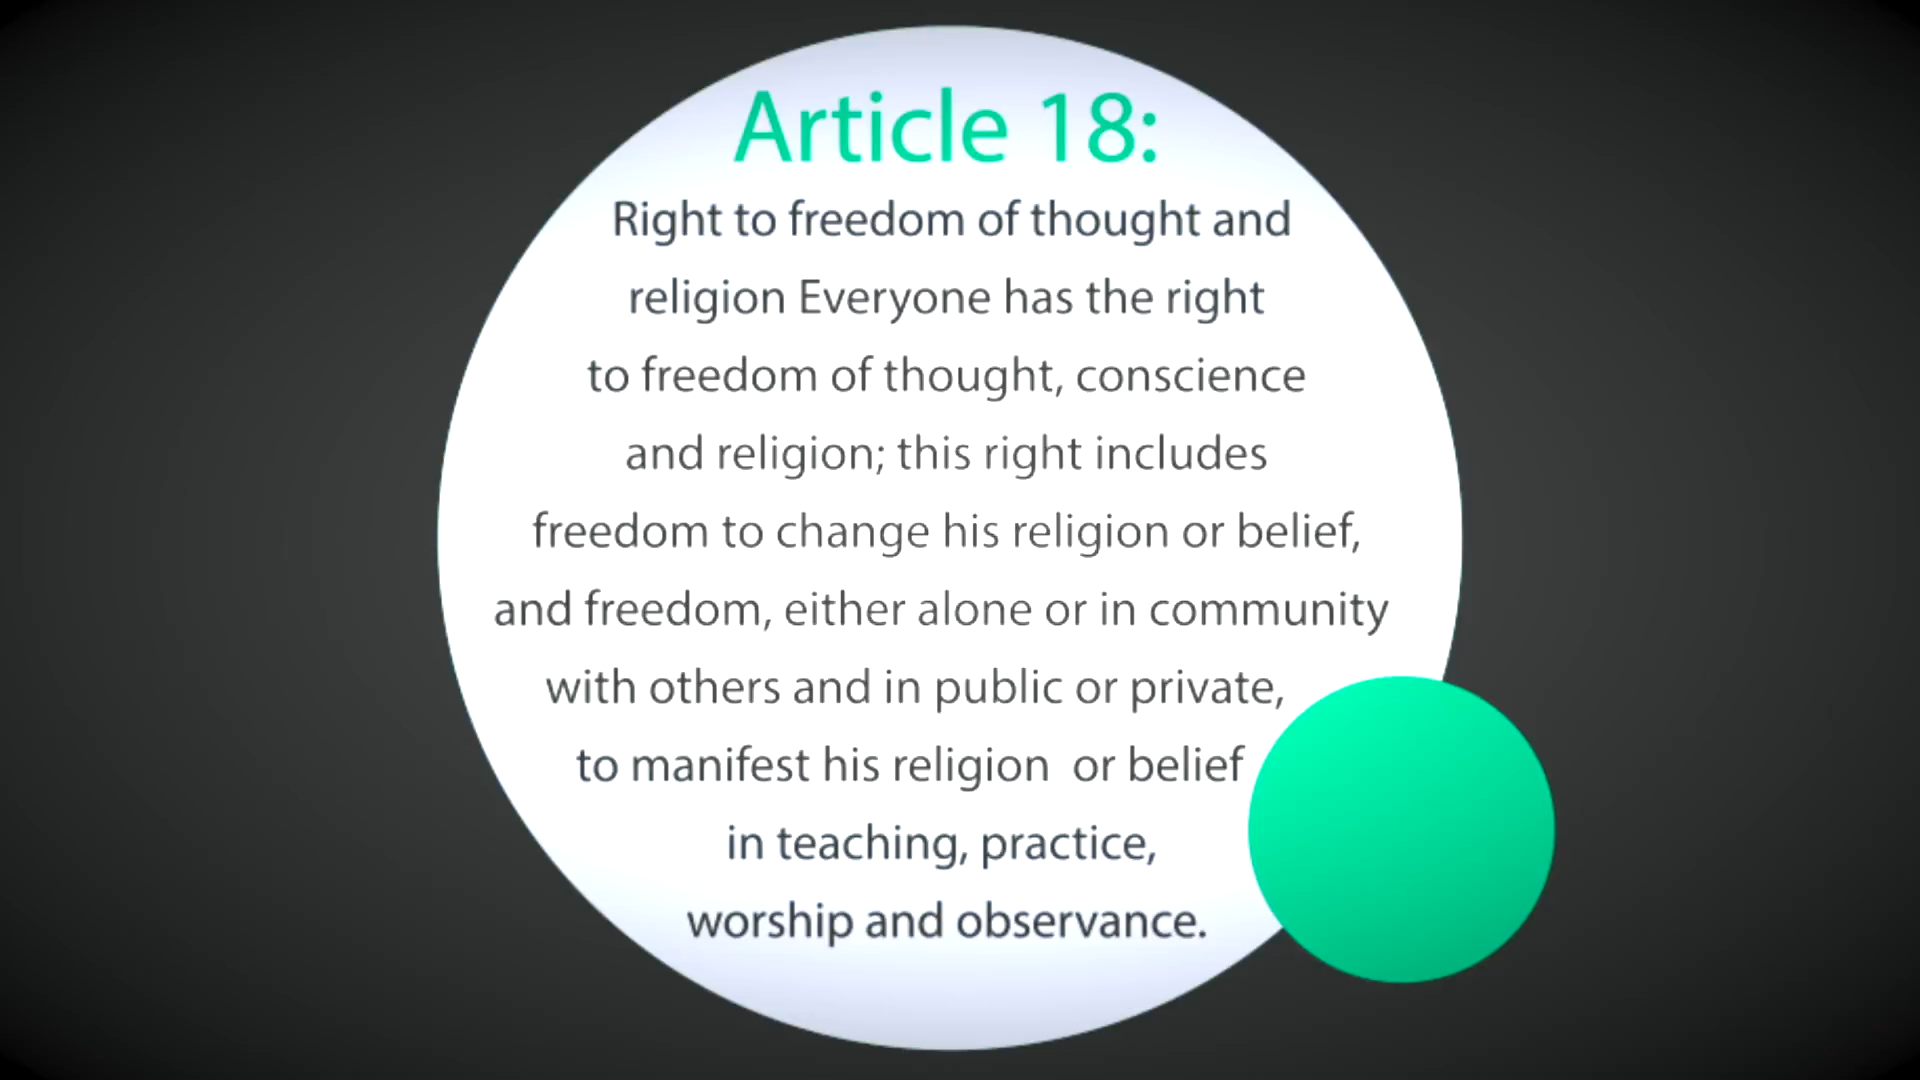 Article 18:
Right to freedom of thought and
religion Everyone has the right
to freedom of thought, conscience
and religion; this right includes
freedom to change his religion or belief,
and freedom, either alone or in community
with others and in public or private,
to manifest his religion  or belief
in teaching, practice,
worship and observance.